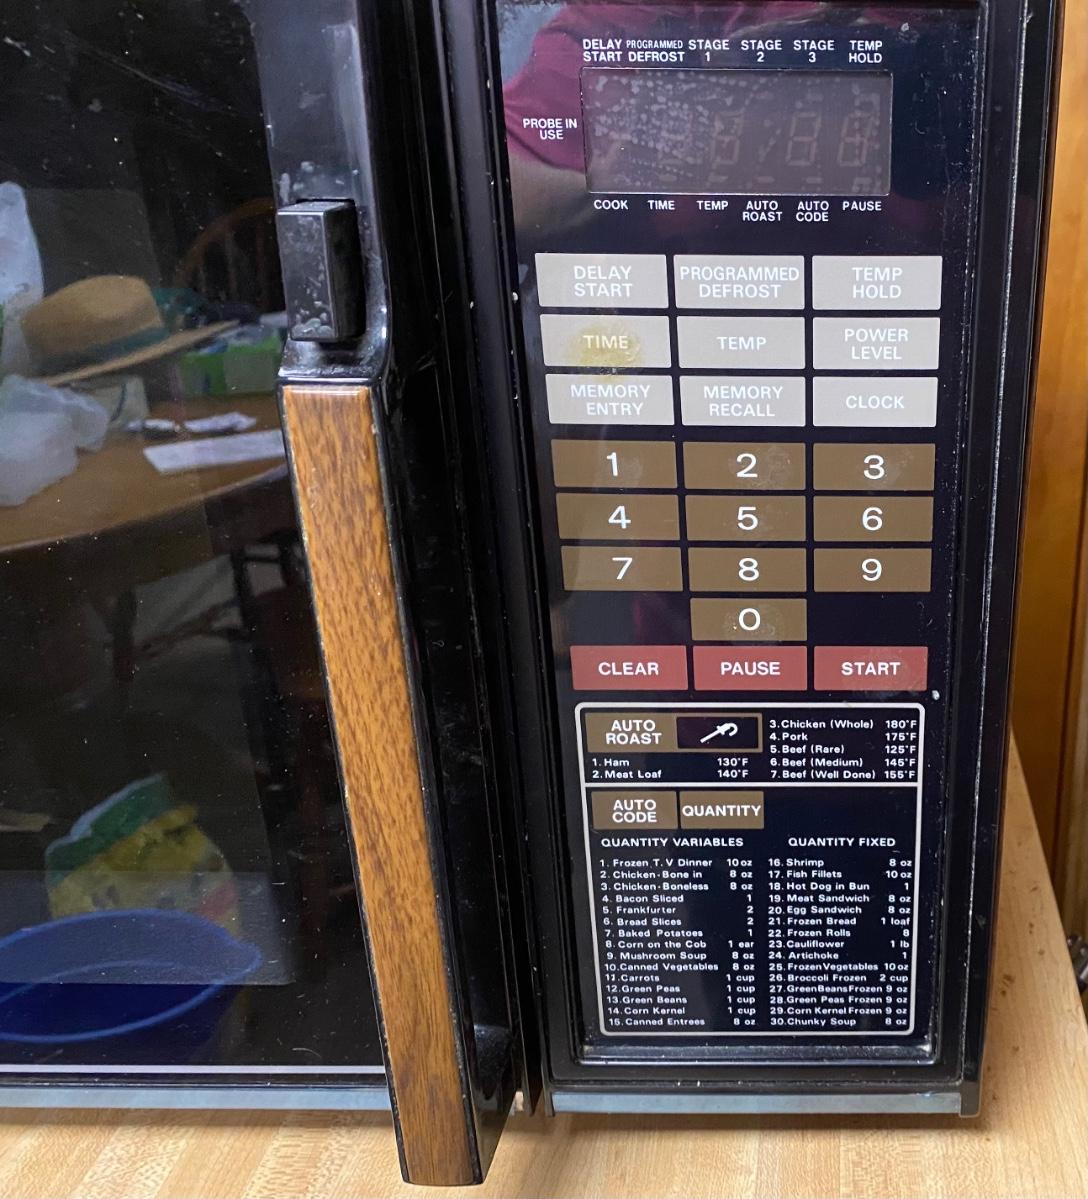 DELAY START PROGRAMMED DEFROST STAGE 1 STAGE 2 STAGE 3 TEMP HOLD
PROBE IN USE
COOK TIME TEMP AUTO ROAST AUTO CODE PAUSE
DELAY START PROGRAMMED DEFROST TEMP HOLD
TIME TEMP POWER LEVEL
MEMORY ENTRY MEMORY RECALL CLOCK
1 2 3
4 5 6
7 8 9
0
CLEAR PAUSE START
AUTO ROAST
1. Ham 130°F
2. Meat Loaf 140°F
3. Chicken (Whole) 180°F
4. Pork 175°F
5. Beef (Rare) 125°F
6. Beef (Medium) 145°F
7. Beef (Well Done) 155°F
AUTO CODE QUANTITY
QUANTITY VARIABLES
1. Frozen T.V Dinner 10 oz
2. Chicken-Bone in 8 oz
3. Chicken-Boneless 8 oz
4. Bacon Sliced 1
5. Frankfurter 2
6. Bread Slices 2
7. Baked Potatoes 1
8. Corn on the Cob 1 ear
9. Mushroom Soup 8 oz
10. Canned Vegetables 8 oz
11. Carrots 1 cup
12. Green Peas 1 cup
13. Green Beans 1 cup
14. Corn Kernel 1 cup
15. Canned Entrees 8 oz
QUANTITY FIXED
16. Shrimp 8 oz
17. Fish Fillets 10 oz
18. Hot Dog in Bun 1
19. Meat Sandwich 8 oz
20. Egg Sandwich 8 oz
21. Frozen Bread 1 loaf
22. Frozen Rolls 8
23. Cauliflower 1 lb
24. Artichoke 1
25. Frozen Vegetables 10 oz
26. Broccoli Frozen 2 cup
27. Green Beans Frozen 9 oz
28. Green Peas Frozen 9 oz
29. Corn Kernel Frozen 9 oz
30. Chunky Soup 8 oz